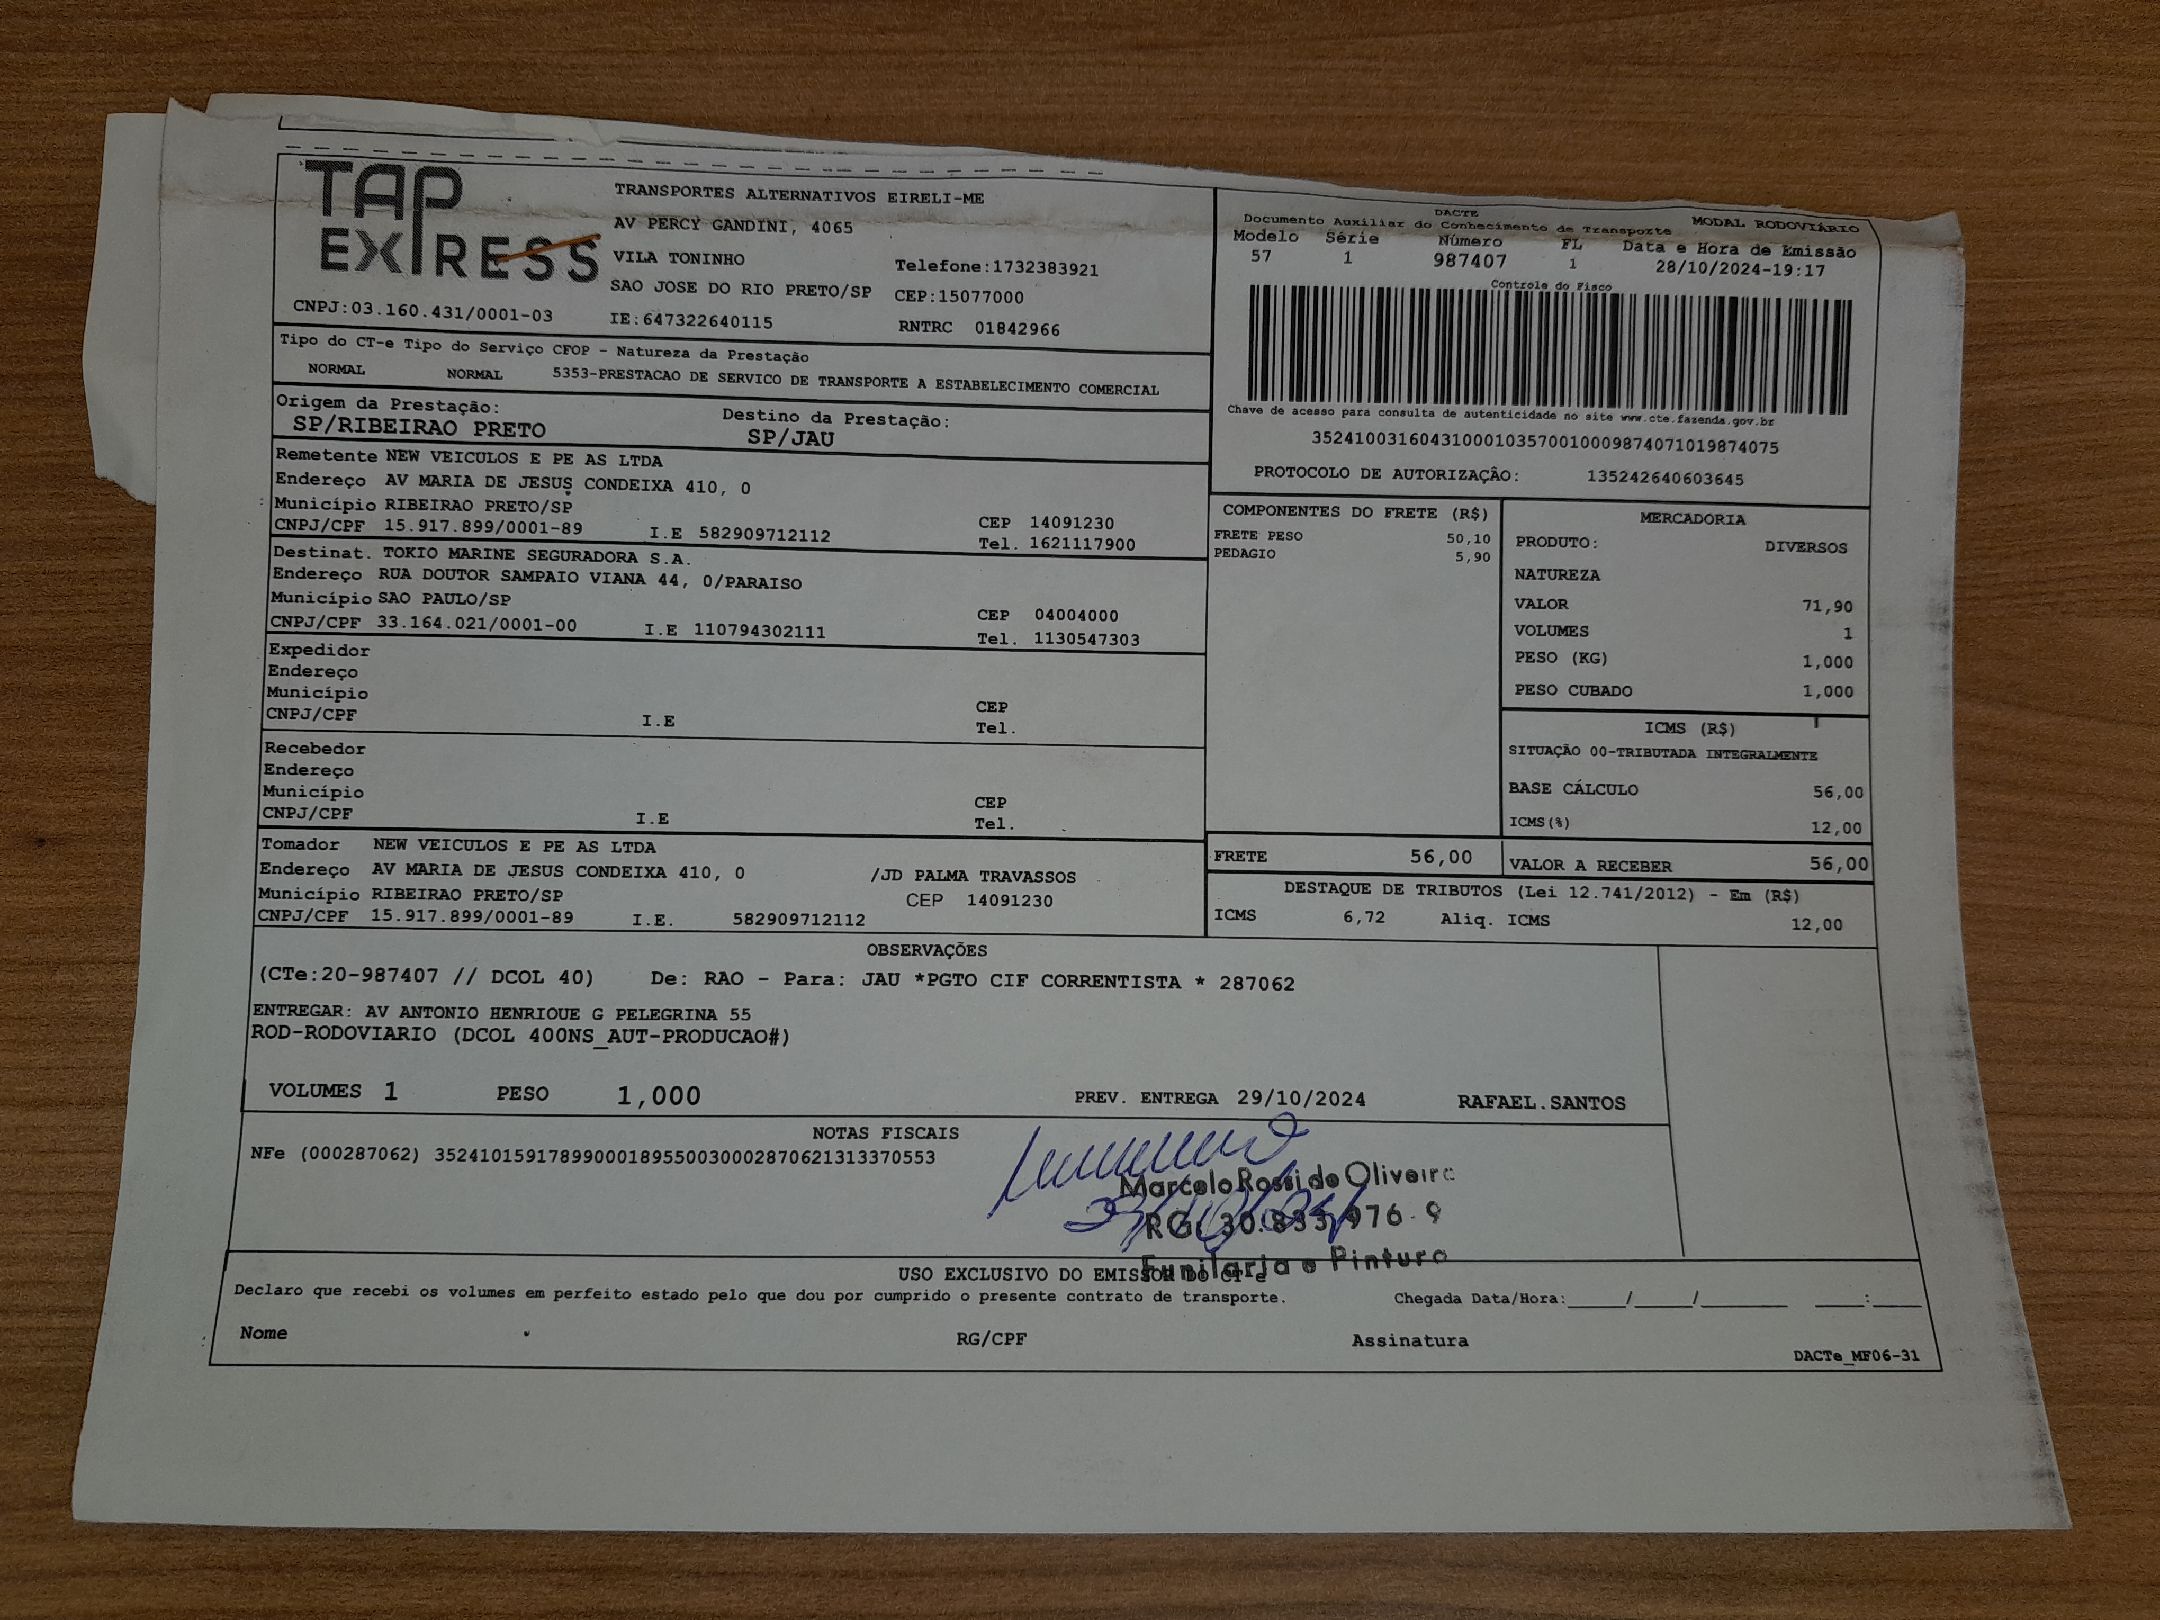 TAP EXPRESS
TRANSPORTES ALTERNATIVOS EIRELI-ME
AV PERCY GANDINI, 4065
VILA TONINHO Telefone:1732383921
SAO JOSE DO RIO PRETO/SP CEP:15077000
CNPJ:03.160.431/0001-03 IE:647322640115 RNTRC 01842966
DACTE MODAL RODOVIÁRIO
Documento Auxiliar do Conhecimento de Transporte
Modelo Série Número FL Data e Hora de Emissão
57 1 987407 1 28/10/2024-19:17
Controle do Fisco
Chave de acesso para consulta de autenticidade no site www.cte.fazenda.gov.br
35241003160431000103570010009874071019874075
PROTOCOLO DE AUTORIZAÇÃO: 135242640603645
Tipo do CT-e Tipo do Serviço CFOP - Natureza da Prestação
NORMAL NORMAL 5353-PRESTACAO DE SERVICO DE TRANSPORTE A ESTABELECIMENTO COMERCIAL
Origem da Prestação: Destino da Prestação:
SP/RIBEIRAO PRETO SP/JAU
Remetente NEW VEICULOS E PE AS LTDA
Endereço AV MARIA DE JESUS CONDEIXA 410, 0
Município RIBEIRAO PRETO/SP CEP 14091230
CNPJ/CPF 15.917.899/0001-89 I.E 582909712112 Tel. 1621117900
Destinat. TOKIO MARINE SEGURADORA S.A.
Endereço RUA DOUTOR SAMPAIO VIANA 44, 0/PARAISO
Município SAO PAULO/SP CEP 04004000
CNPJ/CPF 33.164.021/0001-00 I.E 110794302111 Tel. 1130547303
Expedidor
Endereço
Município CEP
CNPJ/CPF I.E Tel.
Recebedor
Endereço
Município CEP
CNPJ/CPF I.E Tel.
Tomador NEW VEICULOS E PE AS LTDA
Endereço AV MARIA DE JESUS CONDEIXA 410, 0 /JD PALMA TRAVASSOS
Município RIBEIRAO PRETO/SP CEP 14091230
CNPJ/CPF 15.917.899/0001-89 I.E. 582909712112
COMPONENTES DO FRETE (R$)
FRETE PESO 50,10
PEDAGIO 5,90
MERCADORIA
PRODUTO: DIVERSOS
NATUREZA
VALOR 71,90
VOLUMES 1
PESO (KG) 1,000
PESO CUBADO 1,000
ICMS (R$)
SITUAÇÃO 00-TRIBUTADA INTEGRALMENTE
BASE CÁLCULO 56,00
ICMS(%) 12,00
FRETE 56,00 VALOR A RECEBER 56,00
DESTAQUE DE TRIBUTOS (Lei 12.741/2012) - Em (R$)
ICMS 6,72 Aliq. ICMS 12,00
OBSERVAÇÕES
(CTe:20-987407 // DCOL 40) De: RAO - Para: JAU *PGTO CIF CORRENTISTA * 287062
ENTREGAR: AV ANTONIO HENRIQUE G PELEGRINA 55
ROD-RODOVIARIO (DCOL 400NS_AUT-PRODUCAO#)
VOLUMES 1 PESO 1,000 PREV. ENTREGA 29/10/2024 RAFAEL.SANTOS
NOTAS FISCAIS
NFe (000287062) 35241015917899000189550030002870621313370553
Marcelo Rossi de Oliveira
RG: 30.833.976-9
Funilaria e Pintura
USO EXCLUSIVO DO EMISSOR DO CT-e
Declaro que recebi os volumes em perfeito estado pelo que dou por cumprido o presente contrato de transporte. Chegada Data/Hora:____/____/______ ____:____
Nome RG/CPF Assinatura
DACTe_MF06-31